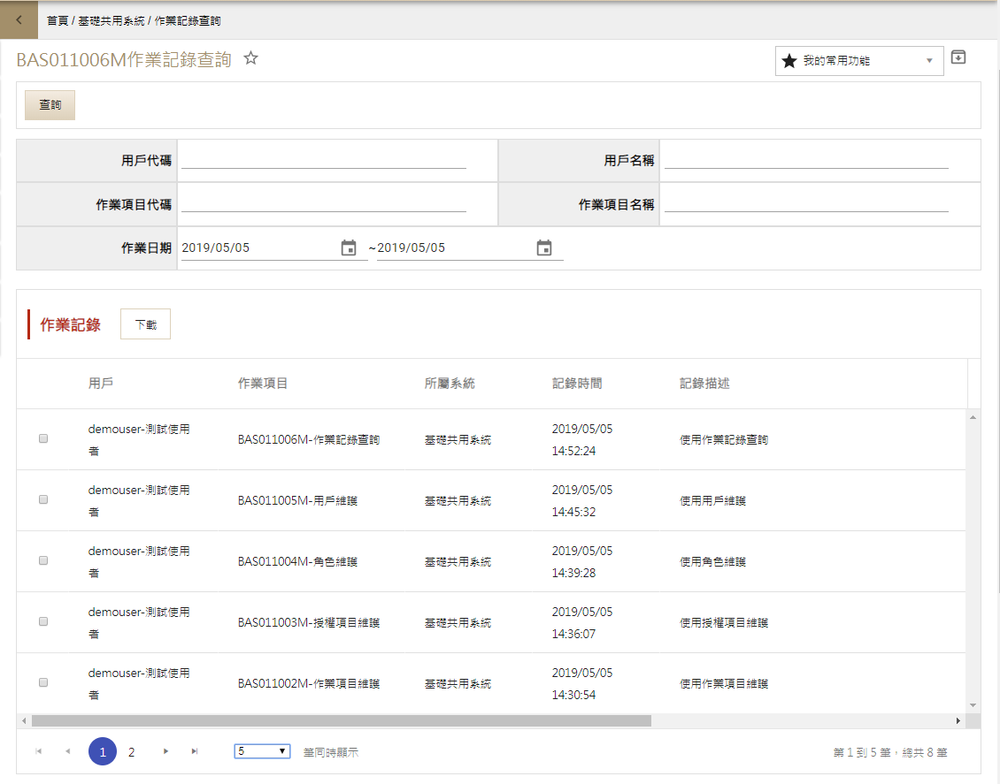 首頁 / 基礎共用系統 / 作業記錄查詢
BAS011006M作業記錄查詢
我的常用功能
查詢
用戶代碼
用戶名稱
作業項目代碼
作業項目名稱
作業日期 2019/05/05 ~2019/05/05
作業記錄 下載
用戶 作業項目 所屬系統 記錄時間 記錄描述
demouser-測試使用
者
BAS011006M-作業記錄查詢
基礎共用系統
2019/05/05
14:52:24
使用作業記錄查詢
demouser-測試使用
者
BAS011005M-用戶維護
基礎共用系統
2019/05/05
14:45:32
使用用戶維護
demouser-測試使用
者
BAS011004M-角色維護
基礎共用系統
2019/05/05
14:39:28
使用角色維護
demouser-測試使用
者
BAS011003M-授權項目維護
基礎共用系統
2019/05/05
14:36:07
使用授權項目維護
demouser-測試使用
者
BAS011002M-作業項目維護
基礎共用系統
2019/05/05
14:30:54
使用作業項目維護
1 2 5 筆同時顯示 第 1 到 5 筆，總共 8 筆